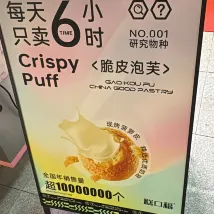 每天
只卖
6
TIME
小
时
NO.001
研究物种
Crispy
Puff
<脆皮泡芙>
GAO KOU FU
CHINA GOOD PASTRY
全国年销售量
超10000000个